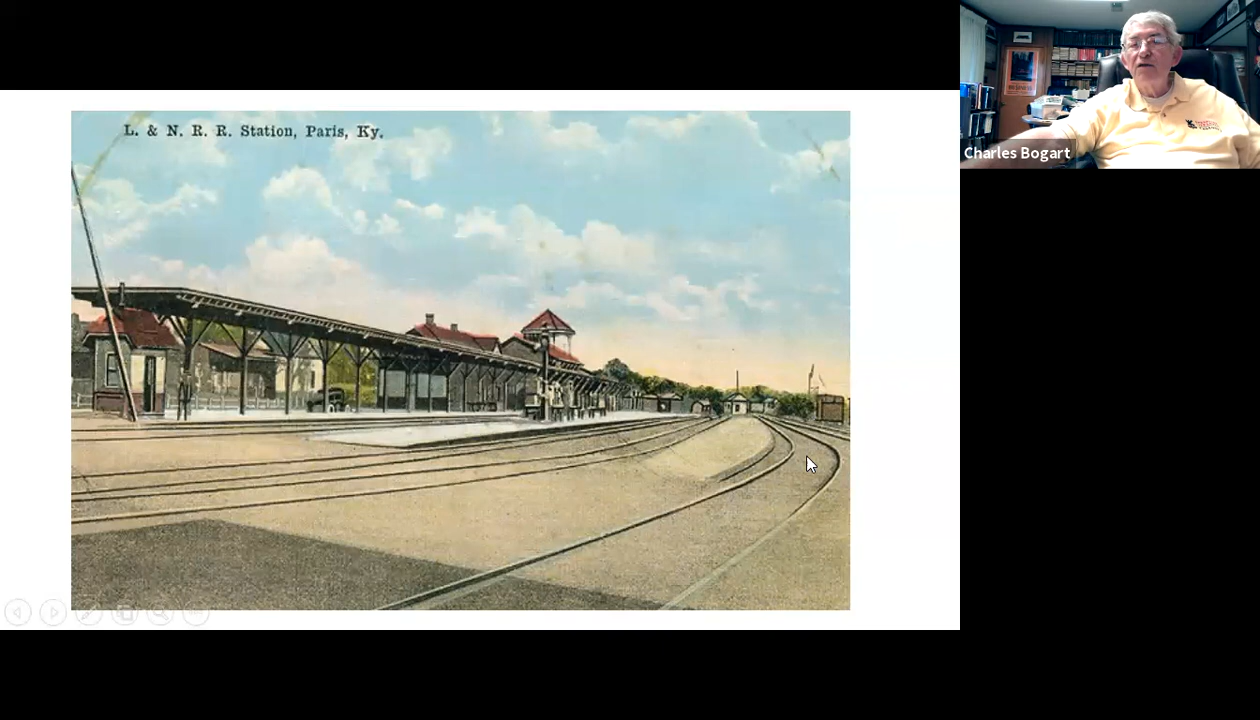 L. & N. R. R. Station, Paris, Ky.
Charles Bogart